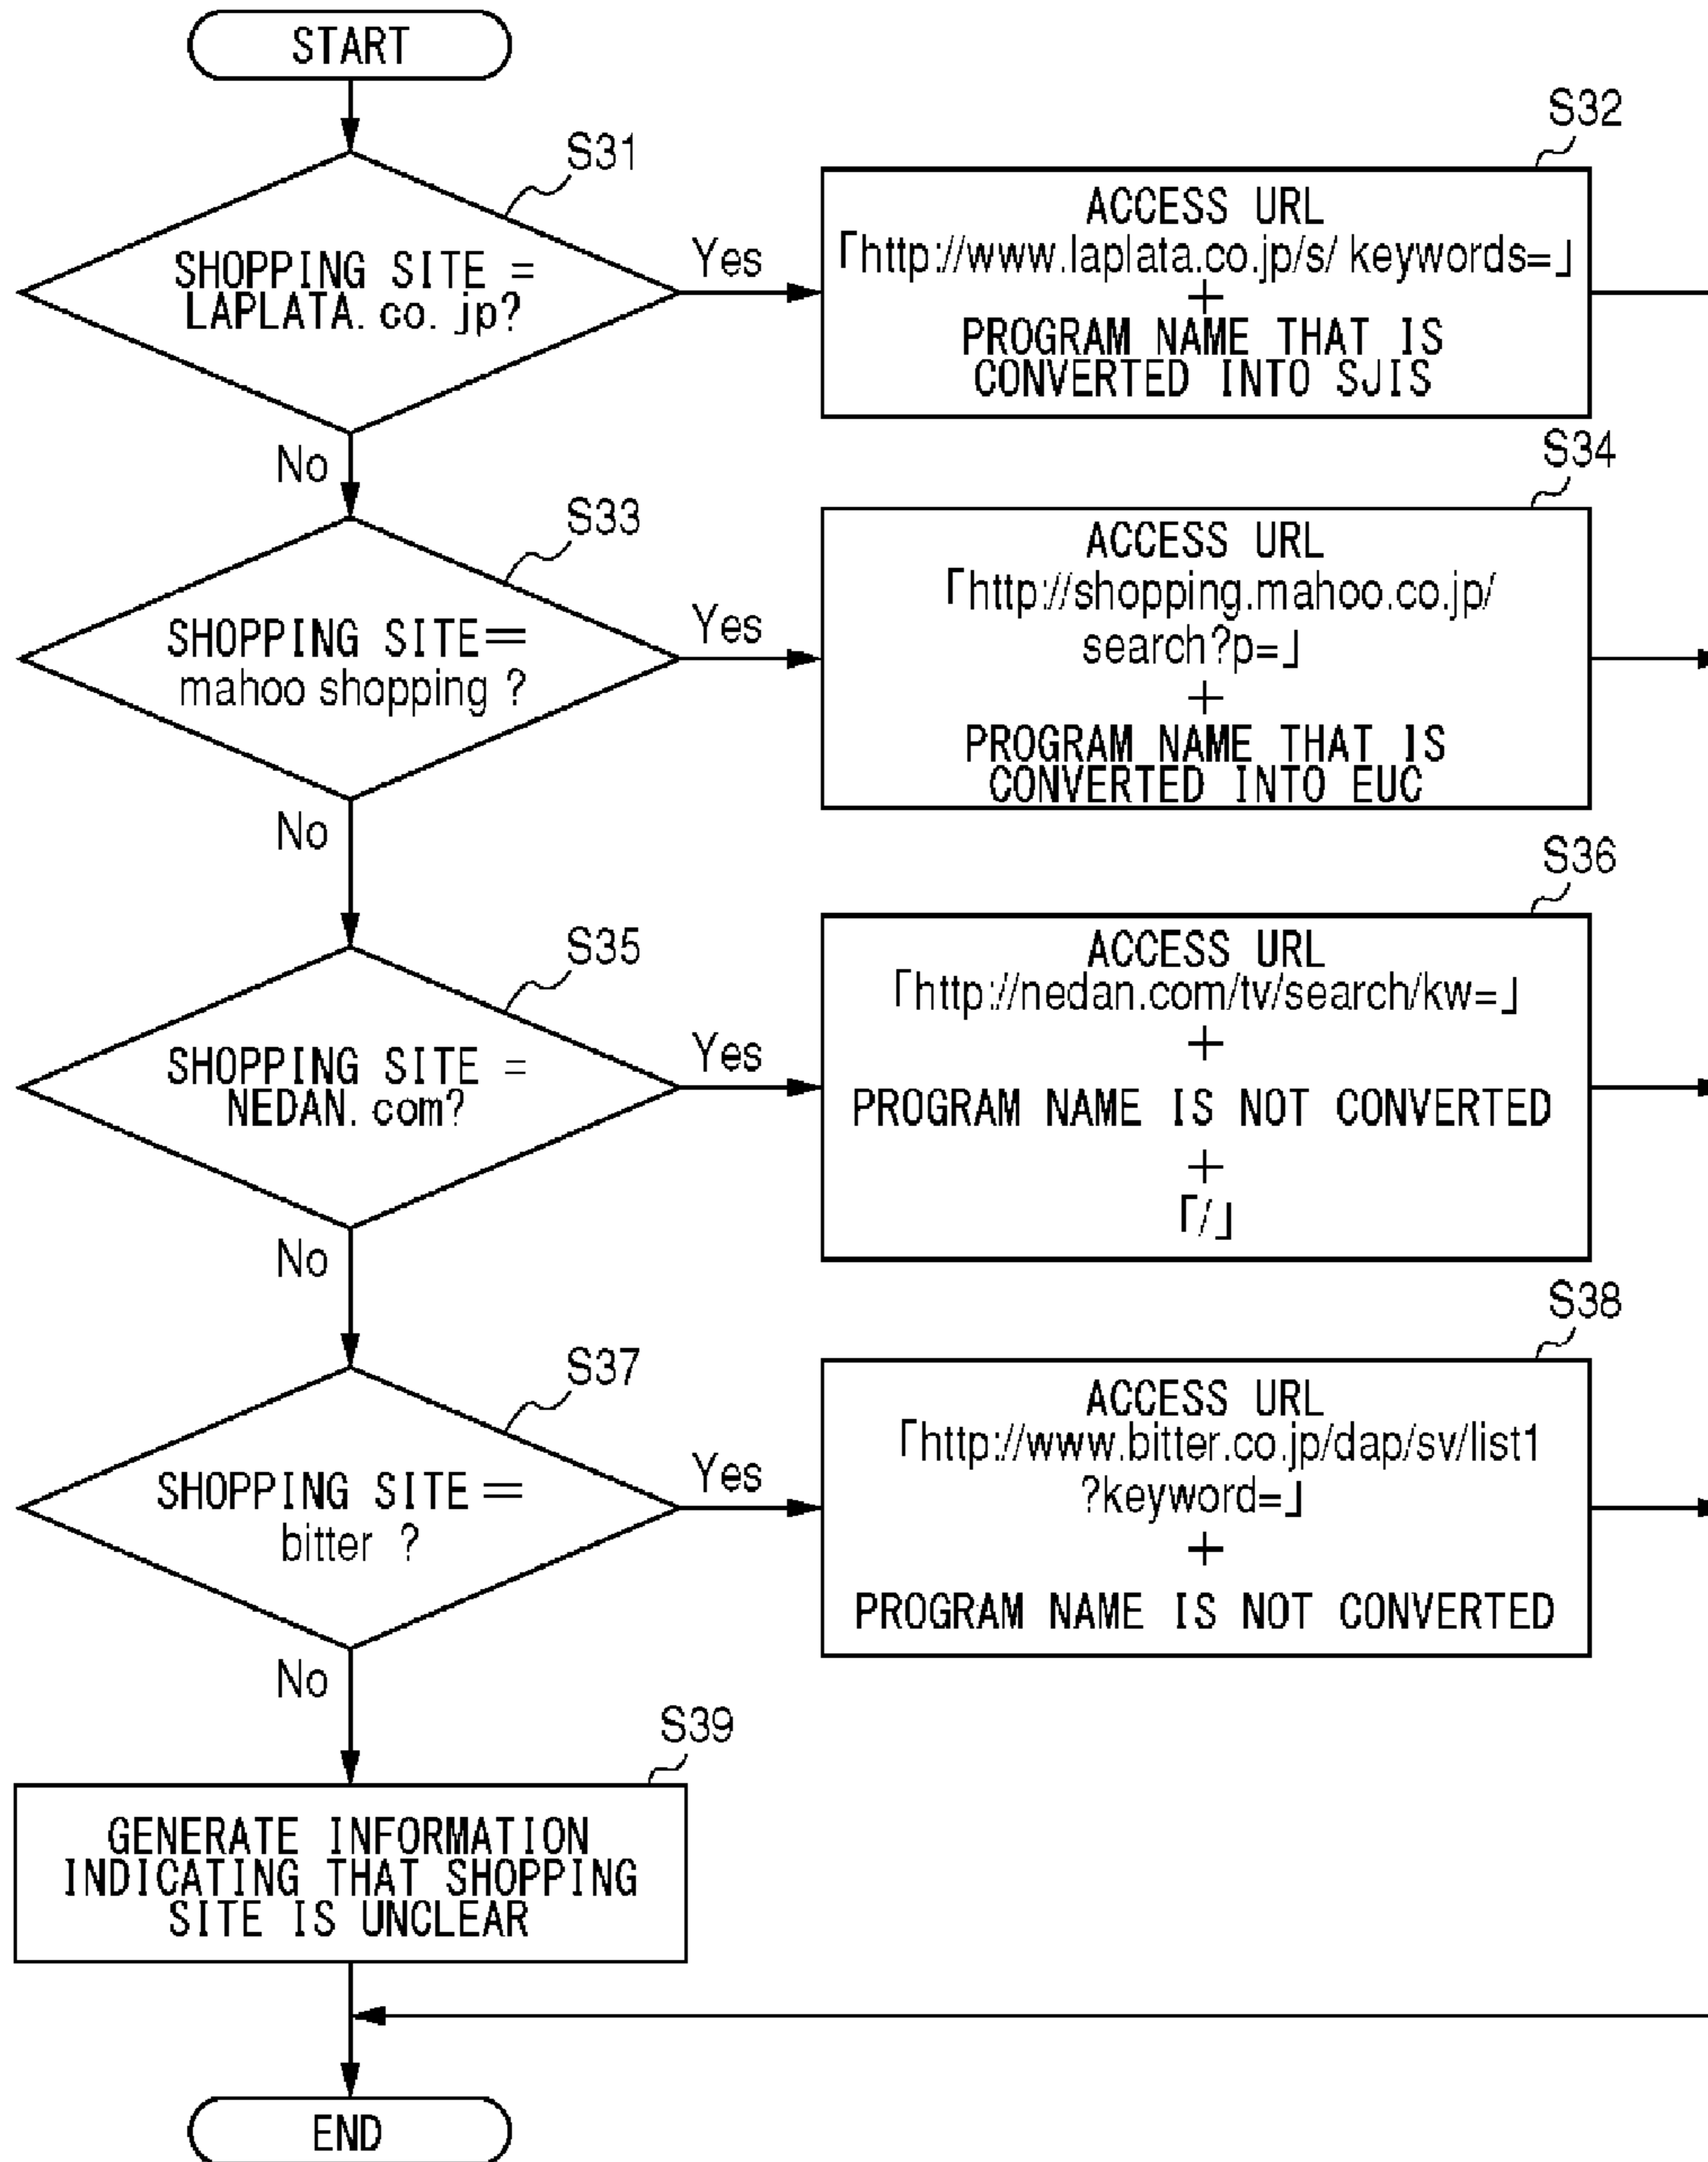 START
S31
SHOPPING SITE =
LAPLATA.co.jp?
Yes
No
S32
ACCESS URL
「http://www.laplata.co.jp/s/ keywords=」
+
PROGRAM NAME THAT IS
CONVERTED INTO SJIS
S33
SHOPPING SITE＝
mahoo shopping ?
Yes
No
S34
ACCESS URL
「http://shopping.mahoo.co.jp/
search?p=」
+
PROGRAM NAME THAT IS
CONVERTED INTO EUC
S35
SHOPPING SITE =
NEDAN.com?
Yes
No
S36
ACCESS URL
「http://nedan.com/tv/search/kw=」
+
PROGRAM NAME IS NOT CONVERTED
+
「/」
S37
SHOPPING SITE＝
bitter ?
Yes
No
S38
ACCESS URL
「http://www.bitter.co.jp/dap/sv/list1
?keyword=」
+
PROGRAM NAME IS NOT CONVERTED
S39
GENERATE INFORMATION
INDICATING THAT SHOPPING
SITE IS UNCLEAR
END